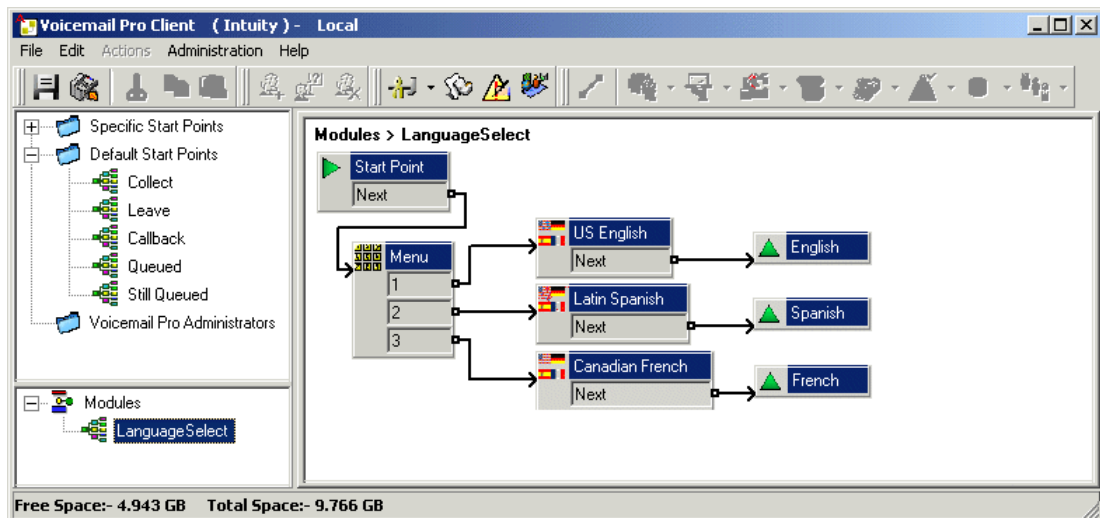 Voicemail Pro Client ( Intuity ) - Local
File Edit Actions Administration Help
Specific Start Points
Default Start Points
Collect
Leave
Callback
Queued
Still Queued
Voicemail Pro Administrators
Modules
LanguageSelect
Modules > LanguageSelect
Start Point
Next
Menu
1
2
3
US English
Next
English
Latin Spanish
Next
Spanish
Canadian French
Next
French
Free Space:- 4.943 GB Total Space:- 9.766 GB